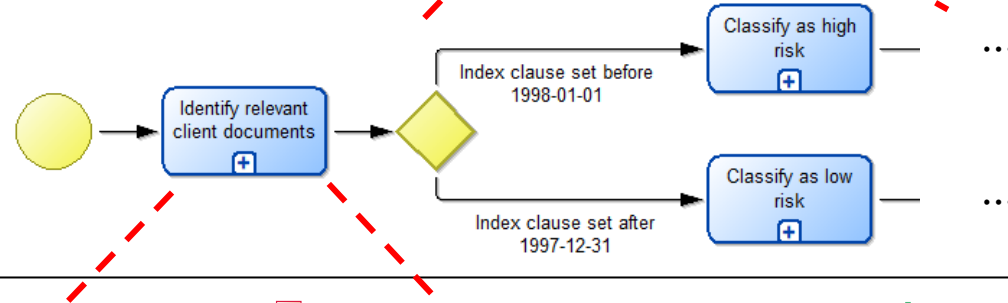 Identify relevant
client documents
Index clause set before
1998-01-01
Classify as high
risk
...
Index clause set after
1997-12-31
Classify as low
risk
...